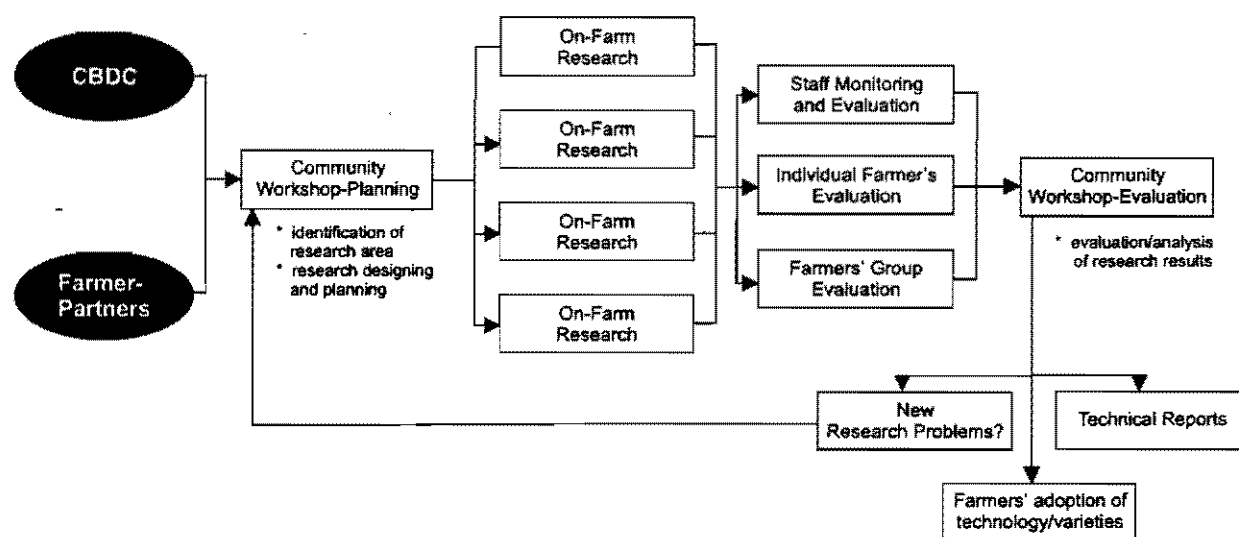 CBDC
Farmer-
Partners
Community
Workshop-Planning
* identification of
research area
* research designing
and planning
On-Farm
Research
On-Farm
Research
On-Farm
Research
On-Farm
Research
Staff Monitoring
and Evaluation
Individual Farmer's
Evaluation
Farmers' Group
Evaluation
Community
Workshop-Evaluation
* evaluation/analysis
of research results
New
Research Problems?
Technical Reports
Farmers' adoption of
technology/varieties